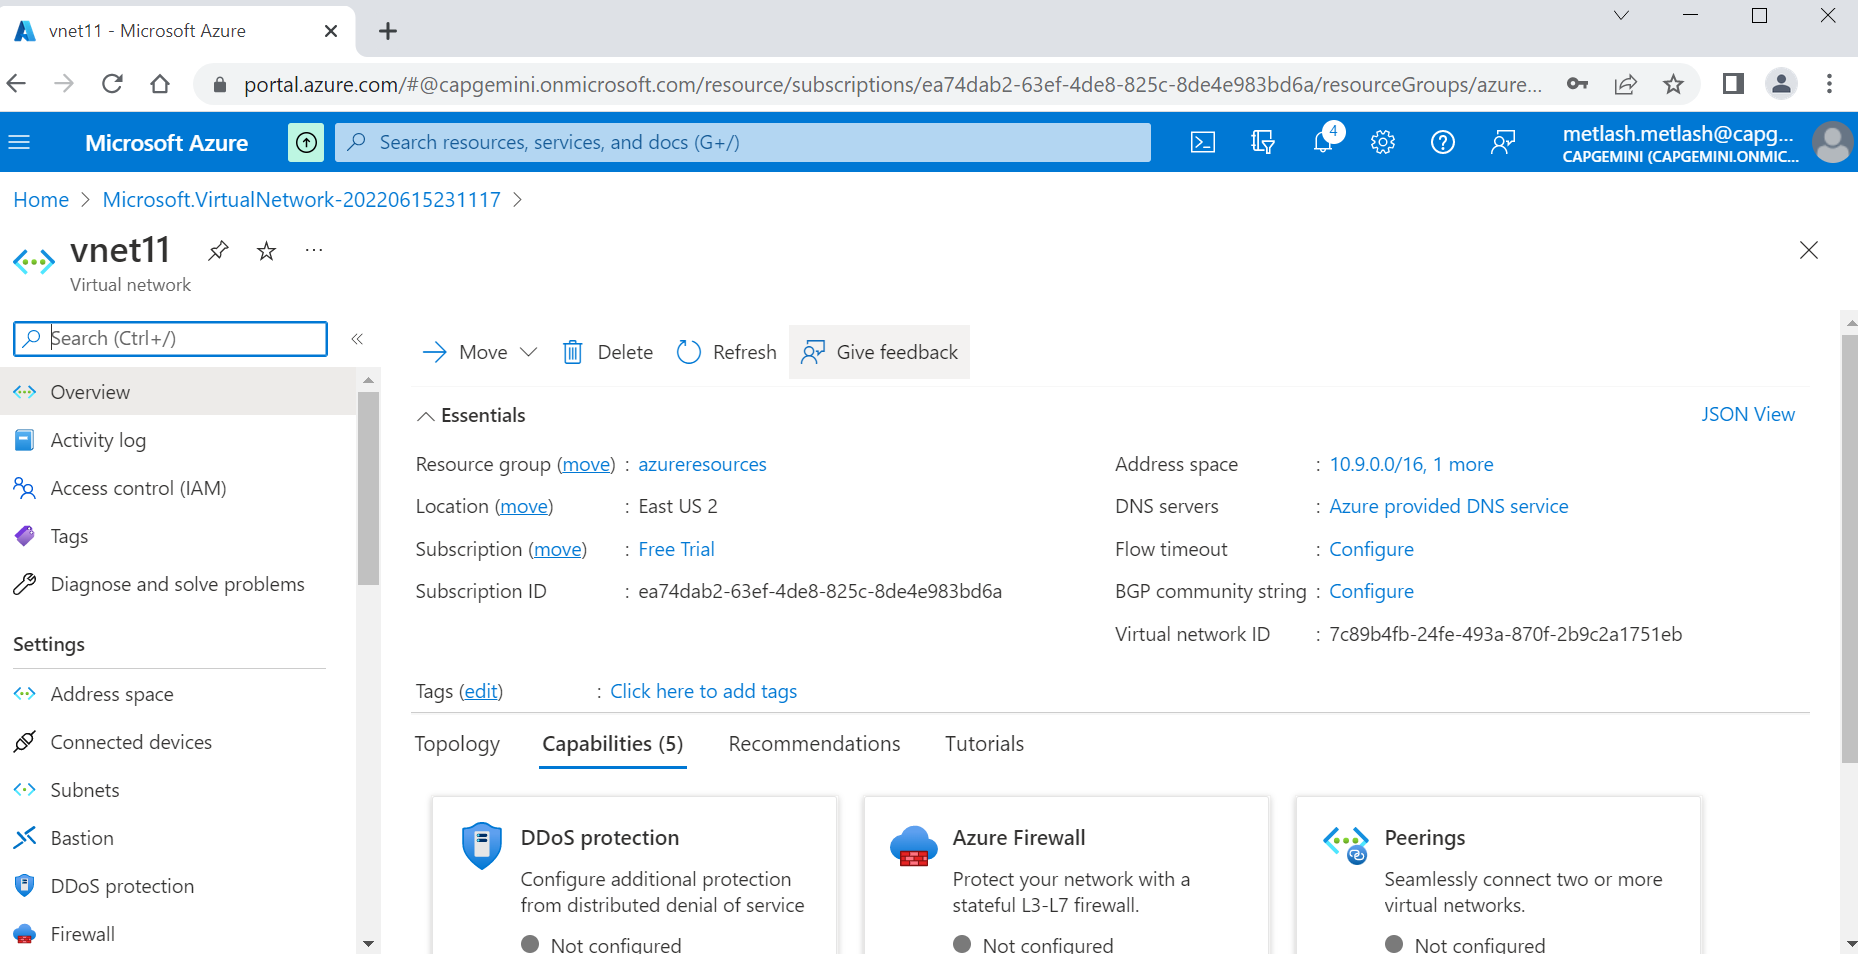 vnet11 - Microsoft Azure
portal.azure.com/#@capgemini.onmicrosoft.com/resource/subscriptions/ea74dab2-63ef-4de8-825c-8de4e983bd6a/resourceGroups/azure...
Microsoft Azure
Search resources, services, and docs (G+/)
4
metlash.metlash@capg...
CAPGEMINI (CAPGEMINI.ONMIC...
Home > Microsoft.VirtualNetwork-20220615231117 >
vnet11
Virtual network
Search (Ctrl+/)
Overview
Activity log
Access control (IAM)
Tags
Diagnose and solve problems
Settings
Address space
Connected devices
Subnets
Bastion
DDoS protection
Firewall
Move
Delete
Refresh
Give feedback
Essentials
JSON View
Resource group (move) : azureresources
Location (move) : East US 2
Subscription (move) : Free Trial
Subscription ID : ea74dab2-63ef-4de8-825c-8de4e983bd6a
Address space : 10.9.0.0/16, 1 more
DNS servers : Azure provided DNS service
Flow timeout : Configure
BGP community string : Configure
Virtual network ID : 7c89b4fb-24fe-493a-870f-2b9c2a1751eb
Tags (edit) : Click here to add tags
Topology
Capabilities (5)
Recommendations
Tutorials
DDoS protection
Configure additional protection
from distributed denial of service
Not configured
Azure Firewall
Protect your network with a
stateful L3-L7 firewall.
Not configured
Peerings
Seamlessly connect two or more
virtual networks.
Not configured